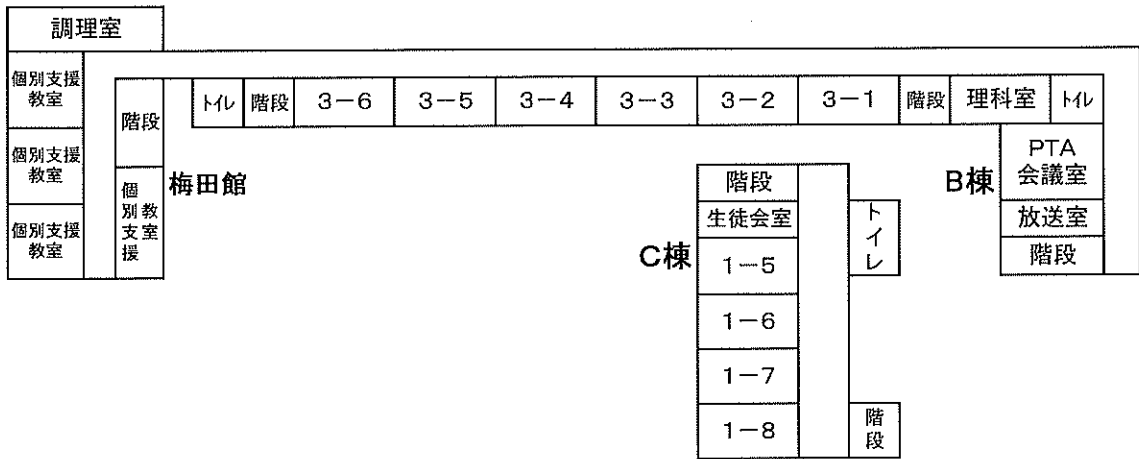 調理室
個別支援
教室
個別支援
教室
個別支援
教室
階段
個別支援
教室
梅田館
トイレ
階段
3-6
3-5
3-4
3-3
3-2
3-1
階段
理科室
トイレ
B棟
PTA
会議室
放送室
階段
C棟
階段
生徒会室
トイレ
1-5
1-6
1-7
1-8
階段